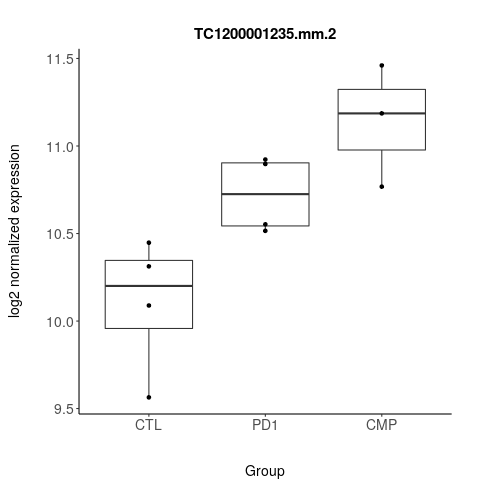 TC1200001235.mm.2
log2 normalized expression
11.5
11.0
10.5
10.0
9.5
CTL PD1 CMP
Group